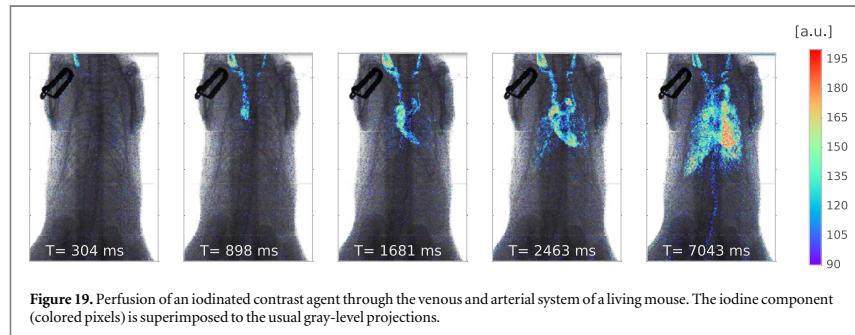 [a.u.]
195
180
165
150
135
120
105
90
T= 304 ms
T= 898 ms
T= 1681 ms
T= 2463 ms
T= 7043 ms
Figure 19. Perfusion of an iodinated contrast agent through the venous and arterial system of a living mouse. The iodine component
(colored pixels) is superimposed to the usual gray-level projections.